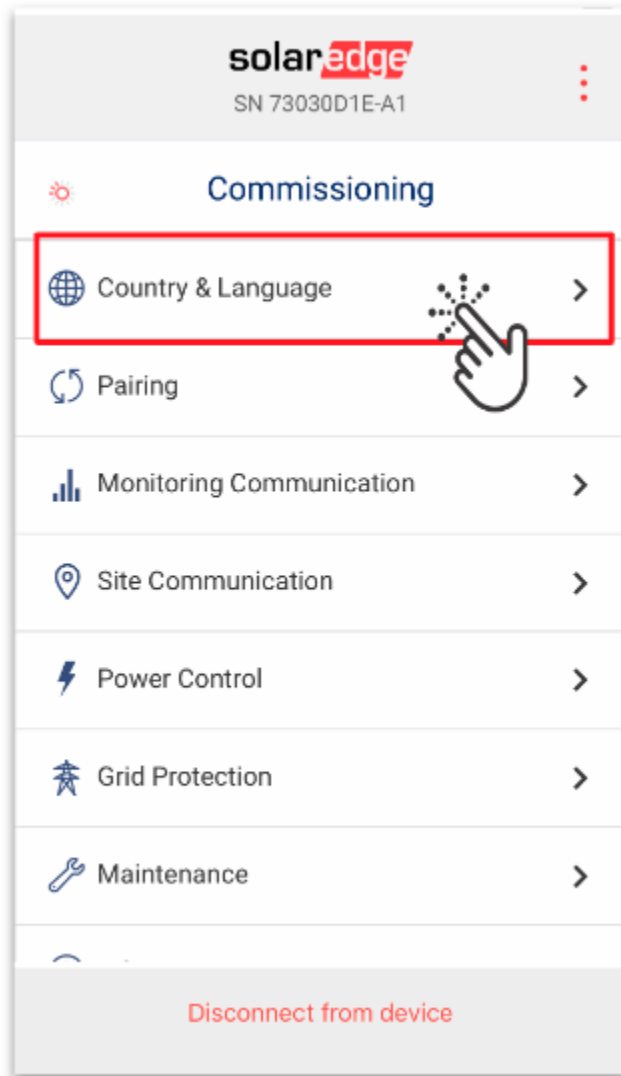 solaredge
SN 73030D1E-A1
Commissioning
Country & Language
Pairing
Monitoring Communication
Site Communication
Power Control
Grid Protection
Maintenance
Disconnect from device